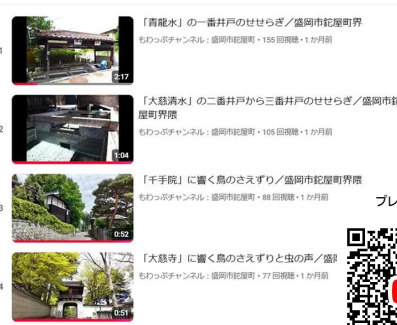 1
「青龍水」の一番井戸のせせらぎ／盛岡市鉈屋町界
もわっぷチャンネル：盛岡市鉈屋町・155 回視聴・1 か月前
2:17
2
「大慈清水」の二番井戸から三番井戸のせせらぎ／盛岡市鉈
屋町界隈
もわっぷチャンネル：盛岡市鉈屋町・105 回視聴・1 か月前
1:04
3
「千手院」に響く鳥のさえずり／盛岡市鉈屋町界隈
もわっぷチャンネル：盛岡市鉈屋町・88 回視聴・1 か月前
0:52
プレ
4
「大慈寺」に響く鳥のさえずりと虫の声／盛
もわっぷチャンネル：盛岡市鉈屋町・77 回視聴・1 か月前
0:51